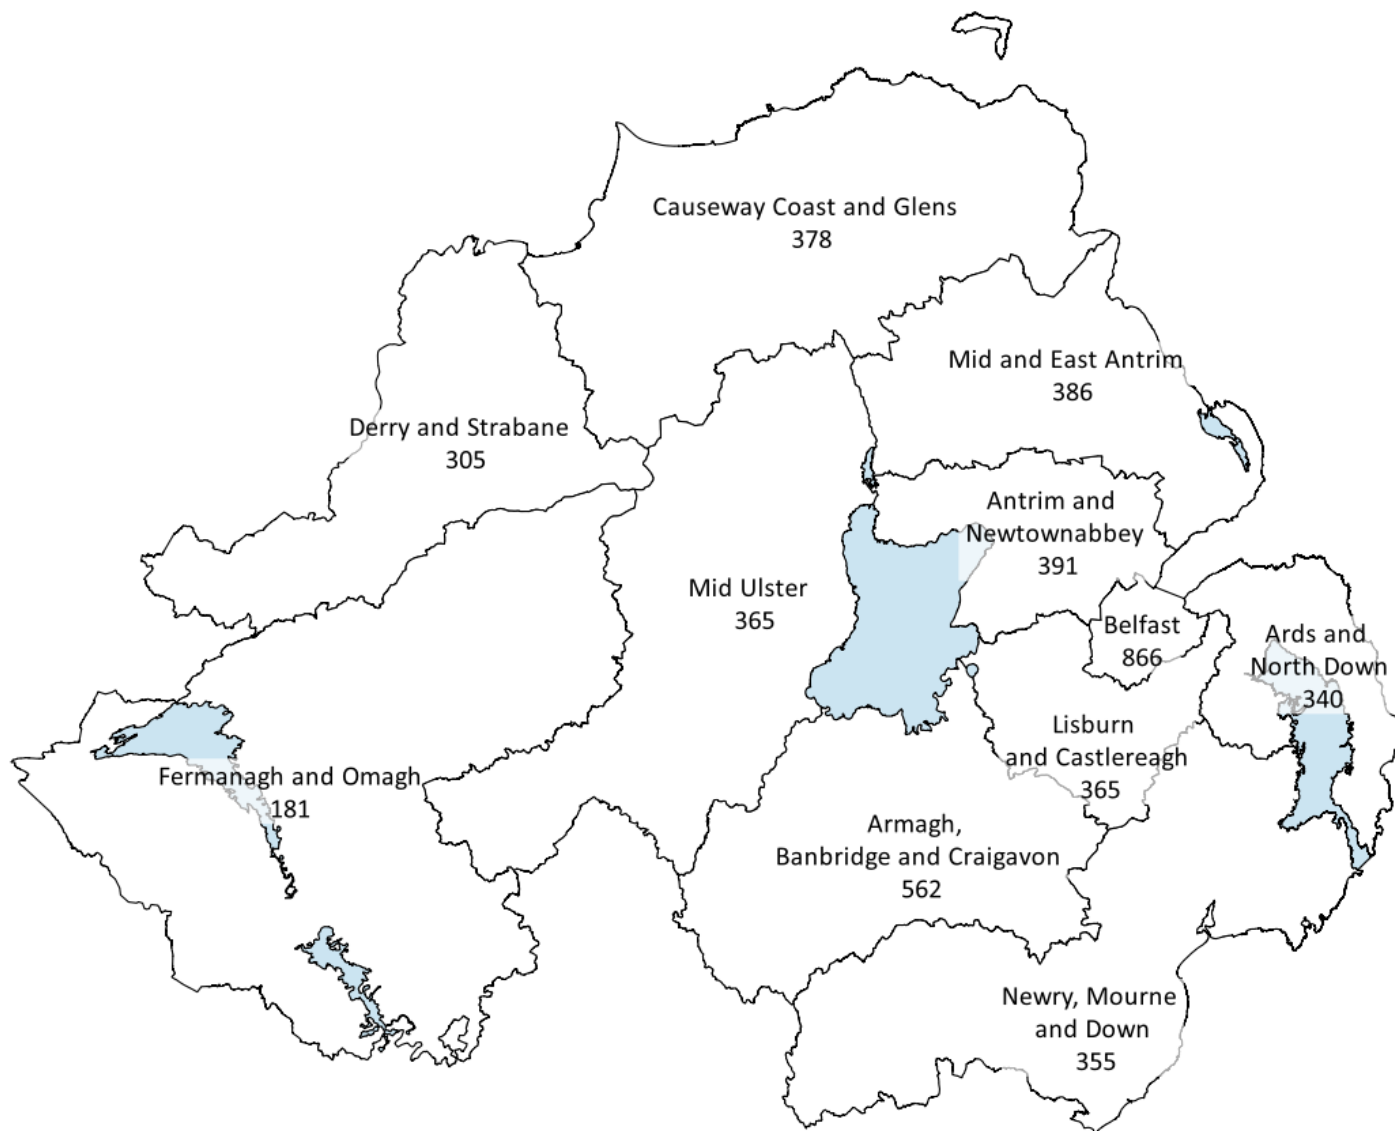 Causeway Coast and Glens
378
Mid and East Antrim
386
Derry and Strabane
305
Antrim and
Newtownabbey
391
Mid Ulster
365
Belfast
866
Ards and
North Down
340
Lisburn
and Castlereagh
365
Fermanagh and Omagh
181
Armagh,
Banbridge and Craigavon
562
Newry, Mourne
and Down
355